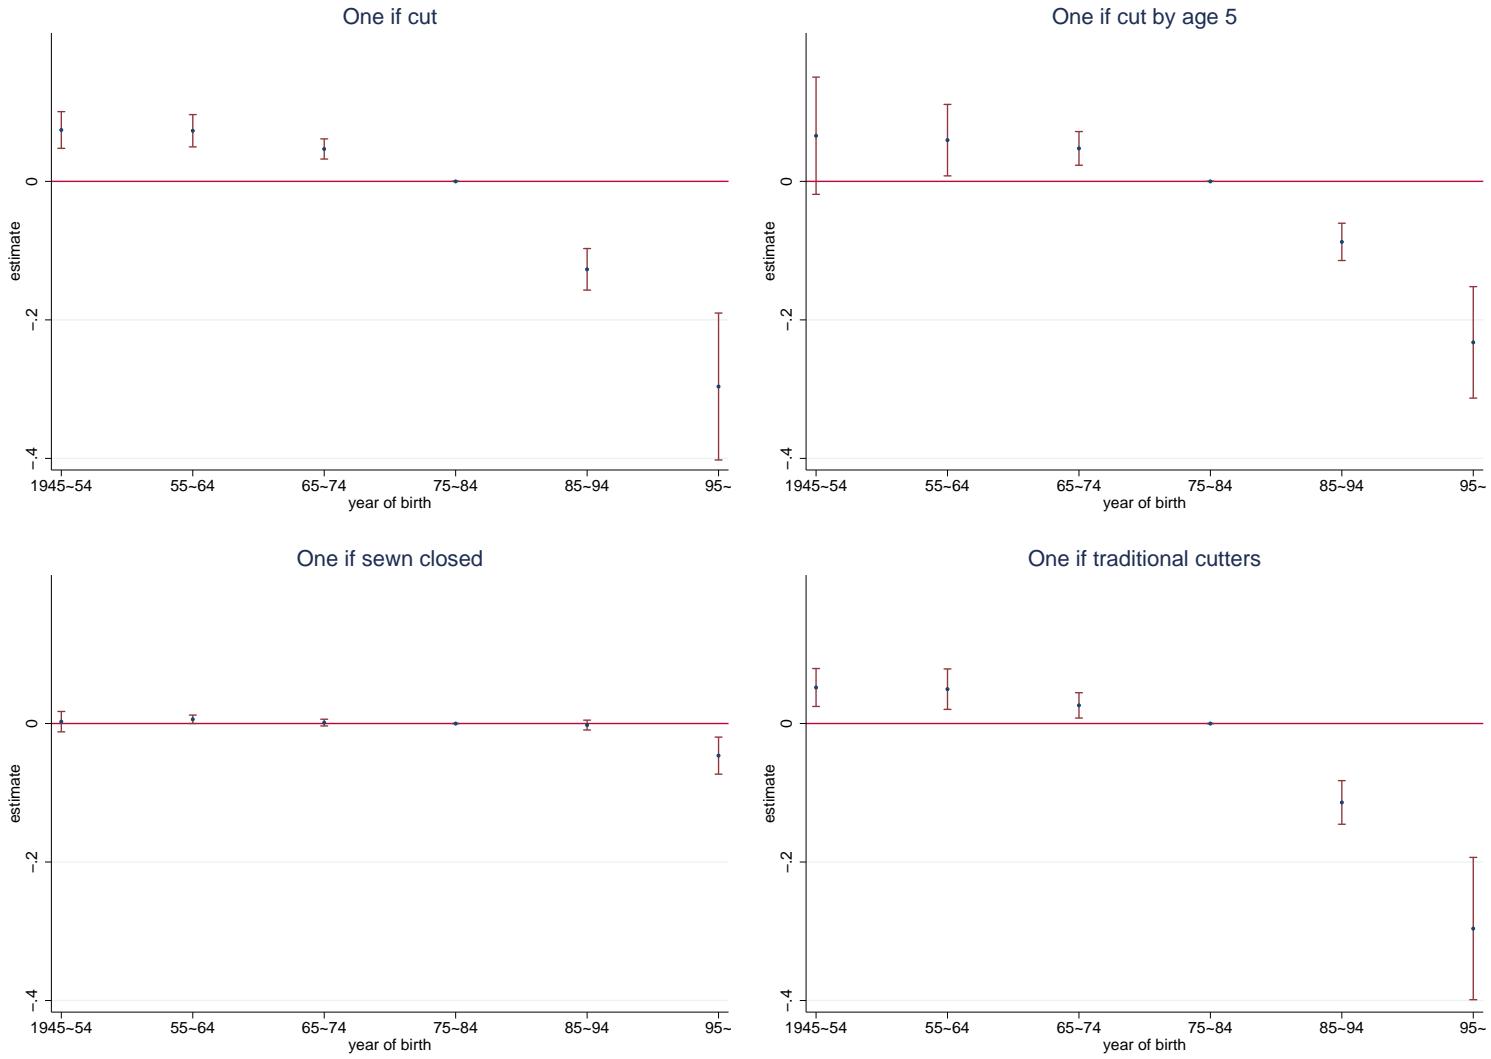 One if cut
0
−.2
−.4
estimate
1945~54 55~64 65~74 75~84 85~94 95~
year of birth
One if cut by age 5
0
−.2
−.4
estimate
1945~54 55~64 65~74 75~84 85~94 95~
year of birth
One if sewn closed
0
−.2
−.4
estimate
1945~54 55~64 65~74 75~84 85~94 95~
year of birth
One if traditional cutters
0
−.2
−.4
estimate
1945~54 55~64 65~74 75~84 85~94 95~
year of birth